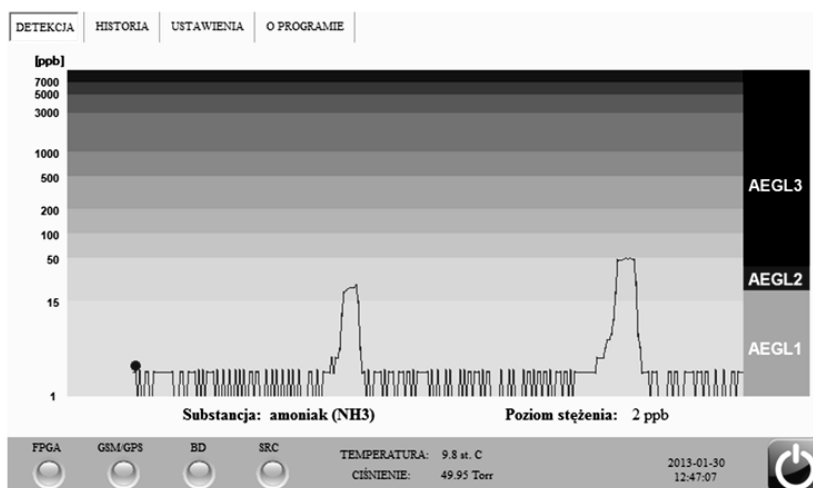 DETEKCJA HISTORIA USTAWIENIA O PROGRAMIE
[ppb]
7000
5000
3000
1000
500
200
100
50
15
1
AEGL3
AEGL2
AEGL1
Substancja: amoniak (NH3) Poziom stężenia: 2 ppb
FPGA GSM/GPS BD SRC
TEMPERATURA: 9.8 st. C
CIŚNIENIE: 49.95 Torr
2013-01-30
12:47:07